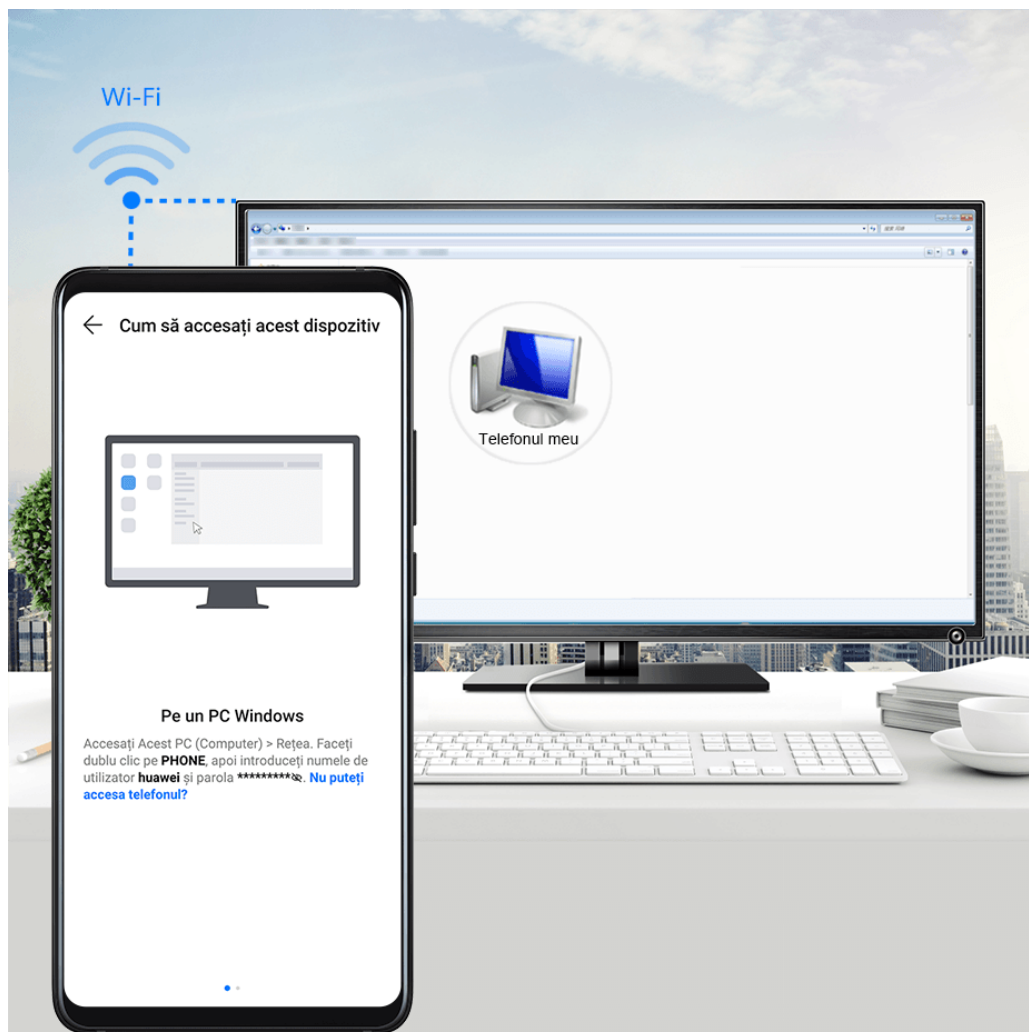 Wi-Fi
Cum să accesați acest dispozitiv
Telefonul meu
Pe un PC Windows
Accesați Acest PC (Computer) > Rețea. Faceți
dublu clic pe PHONE, apoi introduceți numele de
utilizator huawei și parola *********. Nu puteți
accesa telefonul?